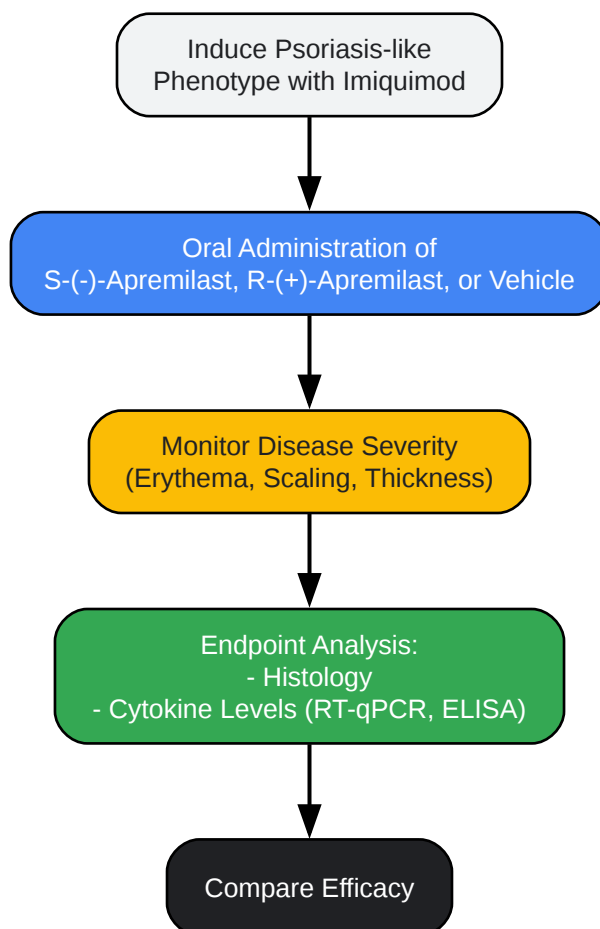 Induce Psoriasis-like
Phenotype with Imiquimod
Oral Administration of
S-(-)-Apremilast, R-(+)-Apremilast, or Vehicle
Monitor Disease Severity
(Erythema, Scaling, Thickness)
Endpoint Analysis:
- Histology
- Cytokine Levels (RT-qPCR, ELISA)
Compare Efficacy